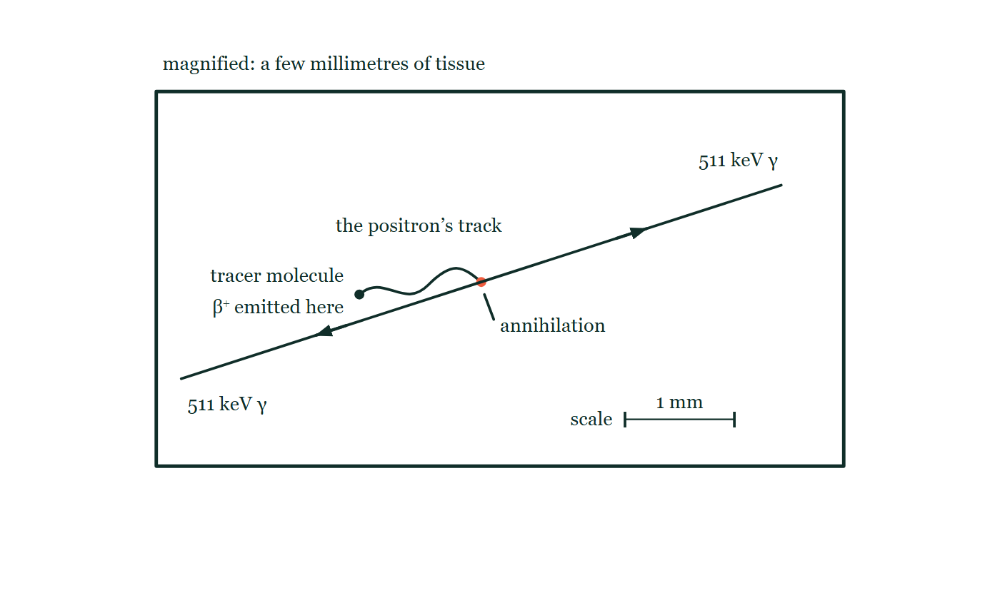 magnified: a few millimetres of tissue
511 keV γ
the positron’s track
tracer molecule
β⁺ emitted here
annihilation
511 keV γ
1 mm
scale